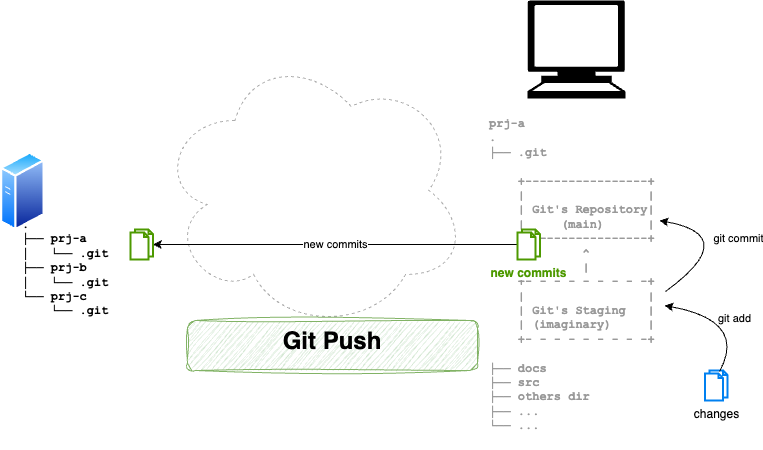 prj-a
.
├── .git
Git's Repository
(main)
git commit
new commits
new commits
^
|
Git's Staging
(imaginary)
git add
.
├── prj-a
│   └── .git
├── prj-b
│   └── .git
└── prj-c
    └── .git
Git Push
├── docs
├── src
├── others dir
├── ...
└── ...
changes